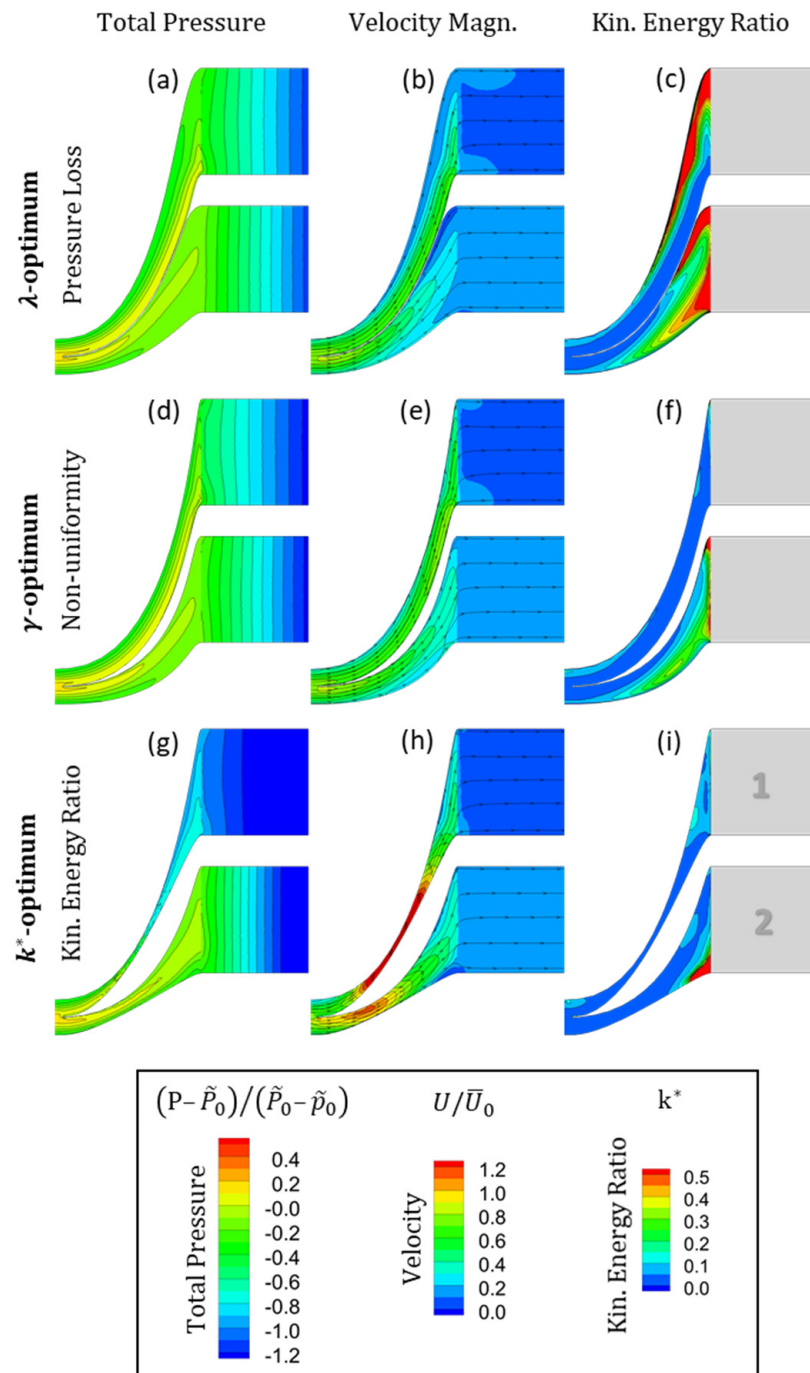 Total Pressure Velocity Magn. Kin. Energy Ratio
(a) (b) (c)
λ-optimum
Pressure Loss
(d) (e) (f)
γ-optimum
Non-uniformity
(g) (h) (i)
k*-optimum
Kin. Energy Ratio
1
2
(P−P̃₀)/(P̃₀−p̃₀) U/Ū₀ k*
Total Pressure
0.4
0.2
-0.0
-0.2
-0.4
-0.6
-0.8
-1.0
-1.2
Velocity
1.2
1.0
0.8
0.6
0.4
0.2
0.0
Kin. Energy Ratio
0.5
0.4
0.3
0.2
0.1
0.0